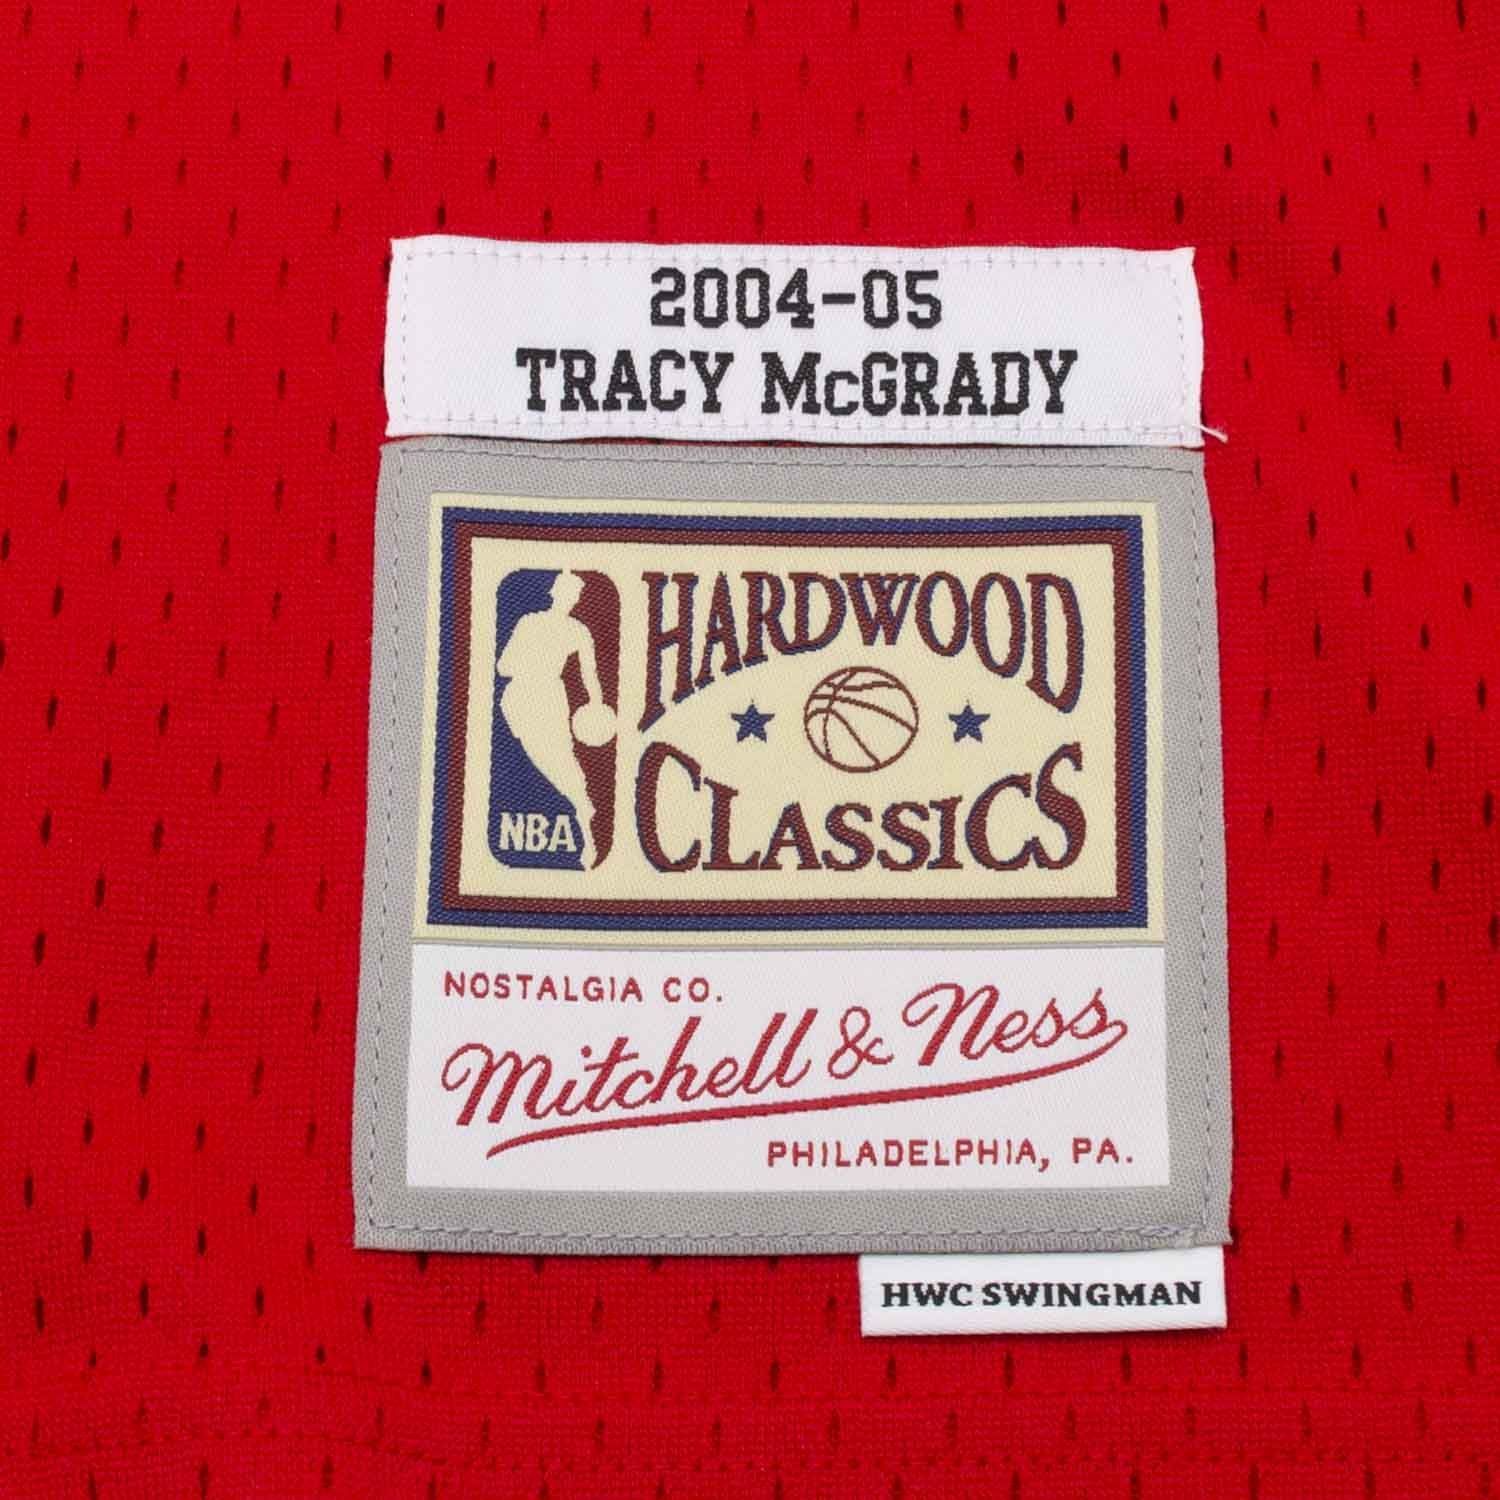 2004-05
TRACY McGRADY
HARDWOOD
CLASSICS
NBA
NOSTALGIA CO.
Mitchell & Ness
PHILADELPHIA, PA.
HWC SWINGMAN